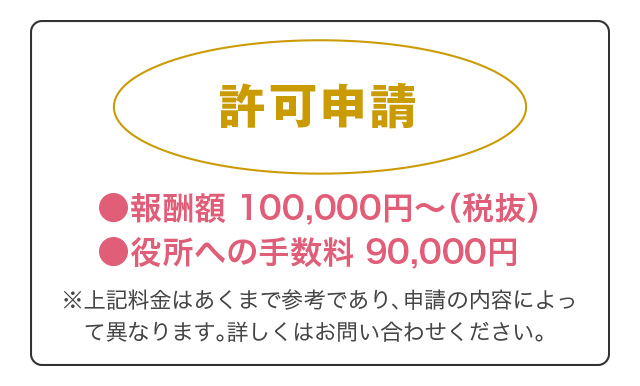 許可申請
●報酬額 100,000円～（税抜）
●役所への手数料 90,000円
※上記料金はあくまで参考であり、申請の内容によっ
て異なります。詳しくはお問い合わせください。